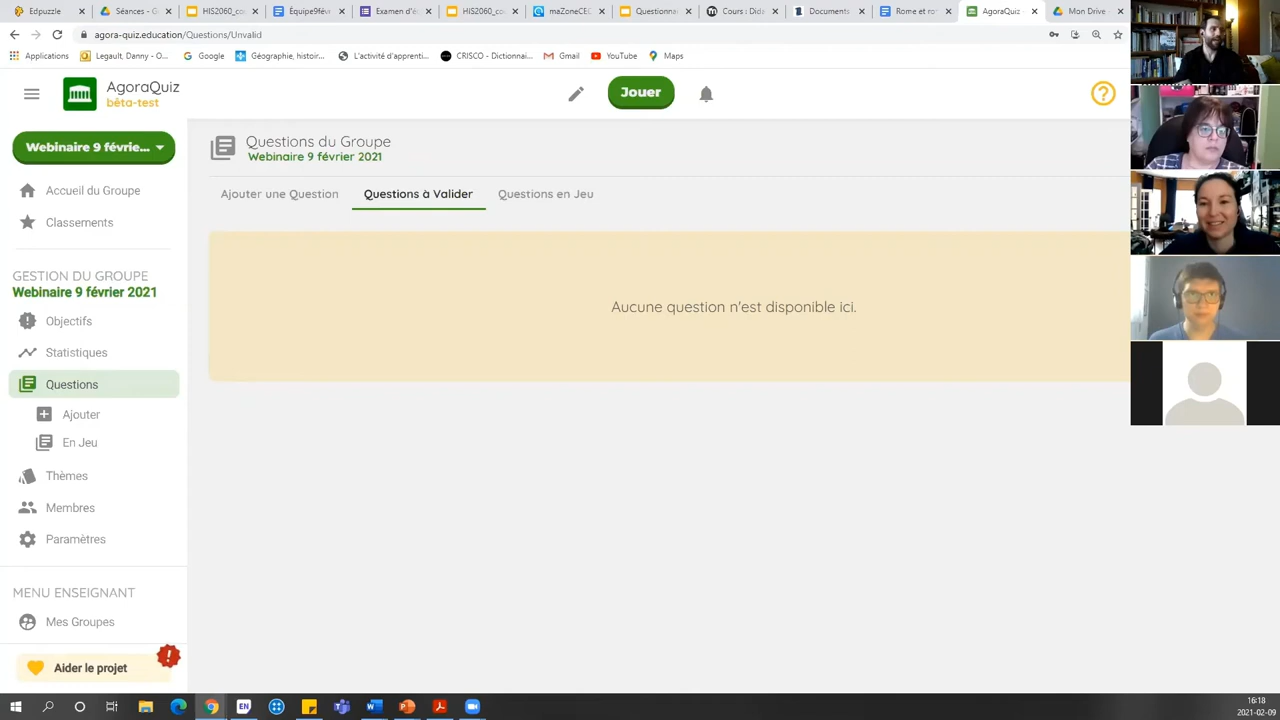 Edpuzzle
Séances - G
HIS2060_co
Équipe9févr
Examen d'é
HIS2060_co
maZoneCEL
Questionna
Cours : Did
Documents
Rome et ro
AgoraQuiz
Mon Drive
agora-quiz.education/Questions/Unvalid
Applications
Legault, Danny - O...
Google
Géographie, histoir...
L'activité d'apprenti...
CRISCO - Dictionnai...
Gmail
YouTube
Maps
AgoraQuiz
bêta-test
Jouer
?
Webinaire 9 févrie...
Questions du Groupe
Webinaire 9 février 2021
Accueil du Groupe
Ajouter une Question
Questions à Valider
Questions en Jeu
Classements
GESTION DU GROUPE
Webinaire 9 février 2021
Aucune question n'est disponible ici.
Objectifs
Statistiques
Questions
Ajouter
En Jeu
Thèmes
Membres
Paramètres
MENU ENSEIGNANT
Mes Groupes
Aider le projet
!
EN
16:18
2021-02-09